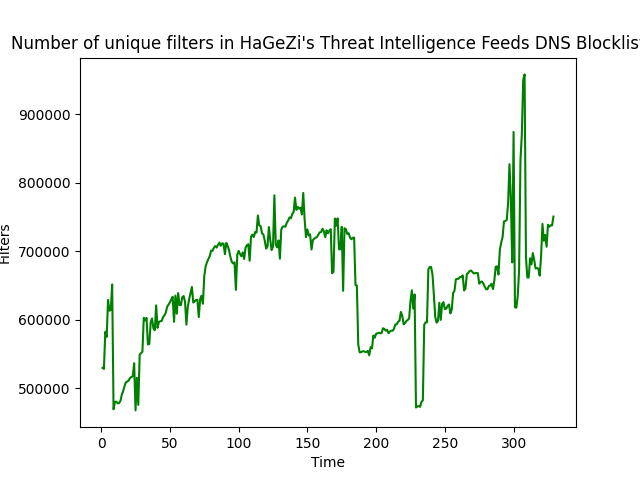 Number of unique filters in HaGeZi's Threat Intelligence Feeds DNS Blocklist
900000
800000
700000
600000
500000
Filters
0 50 100 150 200 250 300
Time